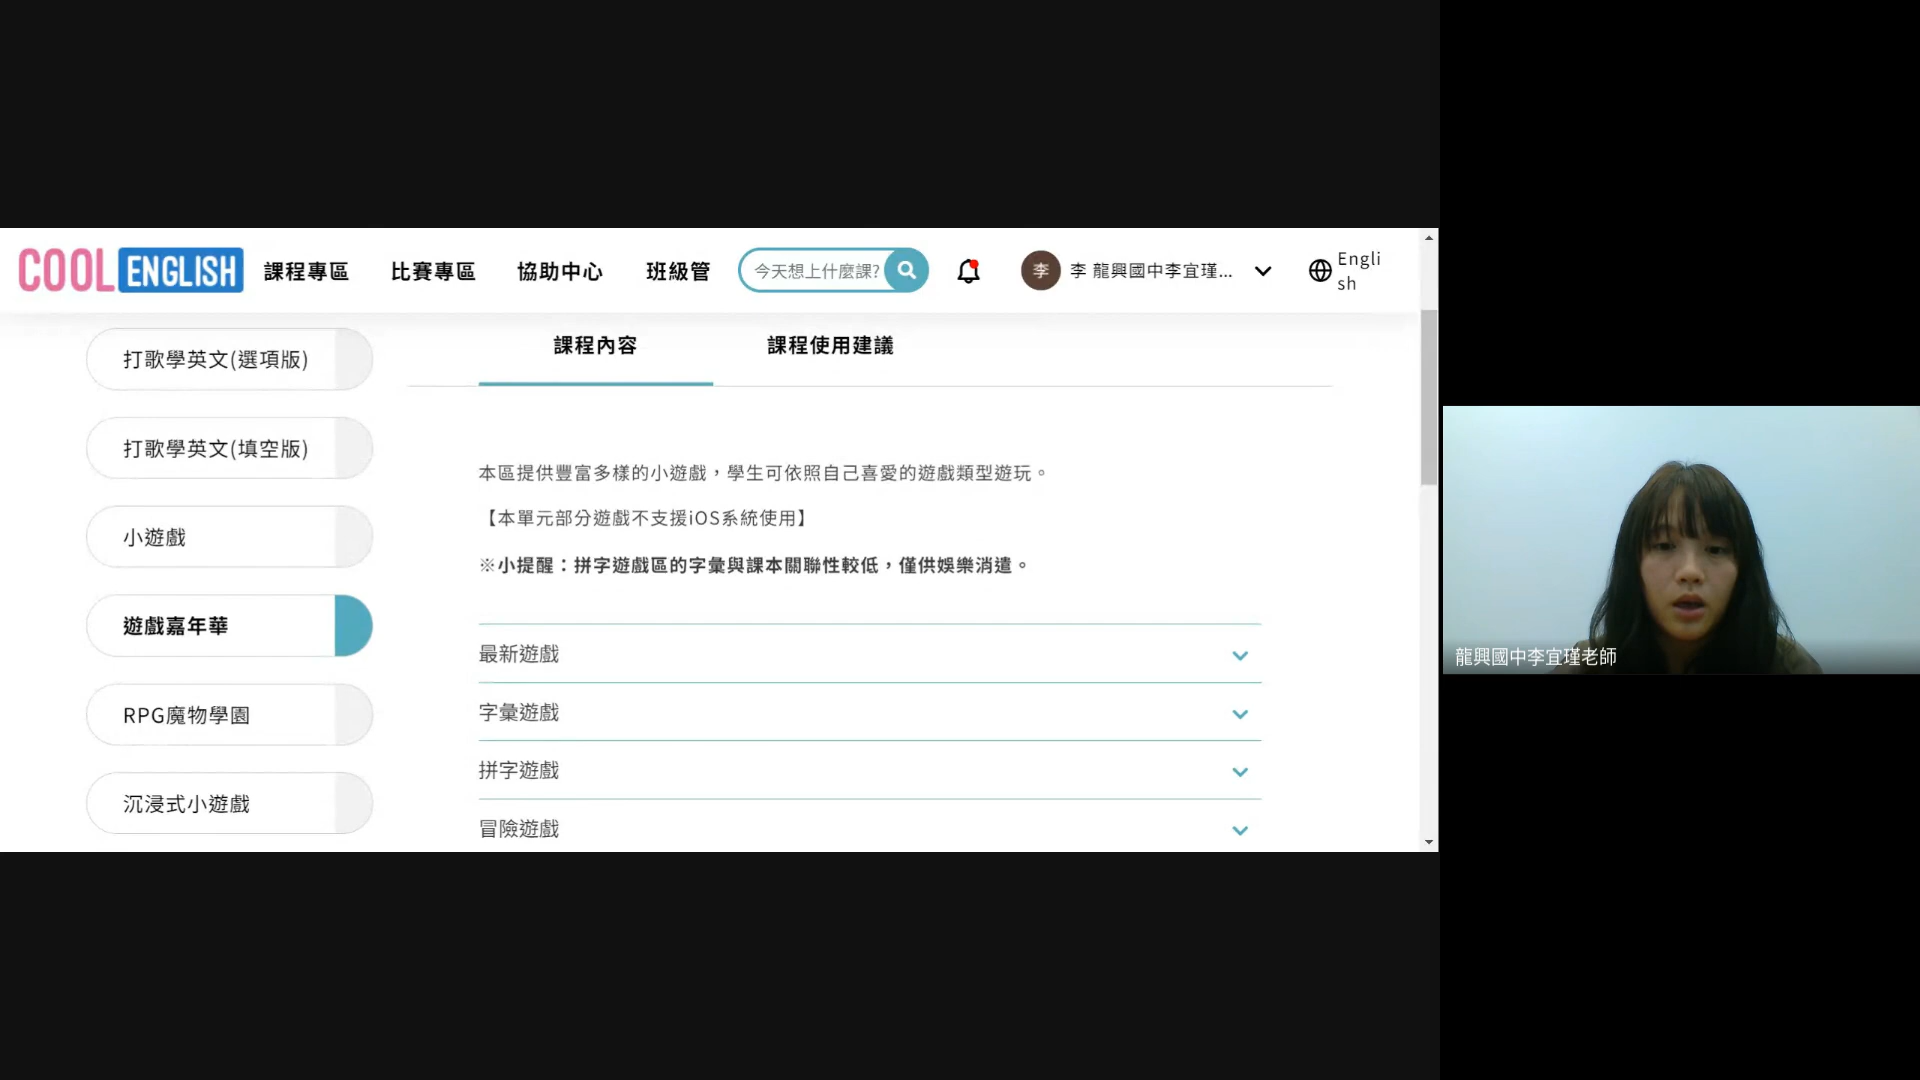 COOL ENGLISH 課程專區 比賽專區 協助中心 班級管 今天想上什麼課? 李 李 龍興國中李宜瑾... Engli
sh
打歌學英文(選項版)
打歌學英文(填空版)
小遊戲
遊戲嘉年華
RPG魔物學園
沉浸式小遊戲
課程內容 課程使用建議
本區提供豐富多樣的小遊戲，學生可依照自己喜愛的遊戲類型遊玩。
【本單元部分遊戲不支援iOS系統使用】
※小提醒：拼字遊戲區的字彙與課本關聯性較低，僅供娛樂消遣。
最新遊戲
字彙遊戲
拼字遊戲
冒險遊戲
龍興國中李宜瑾老師